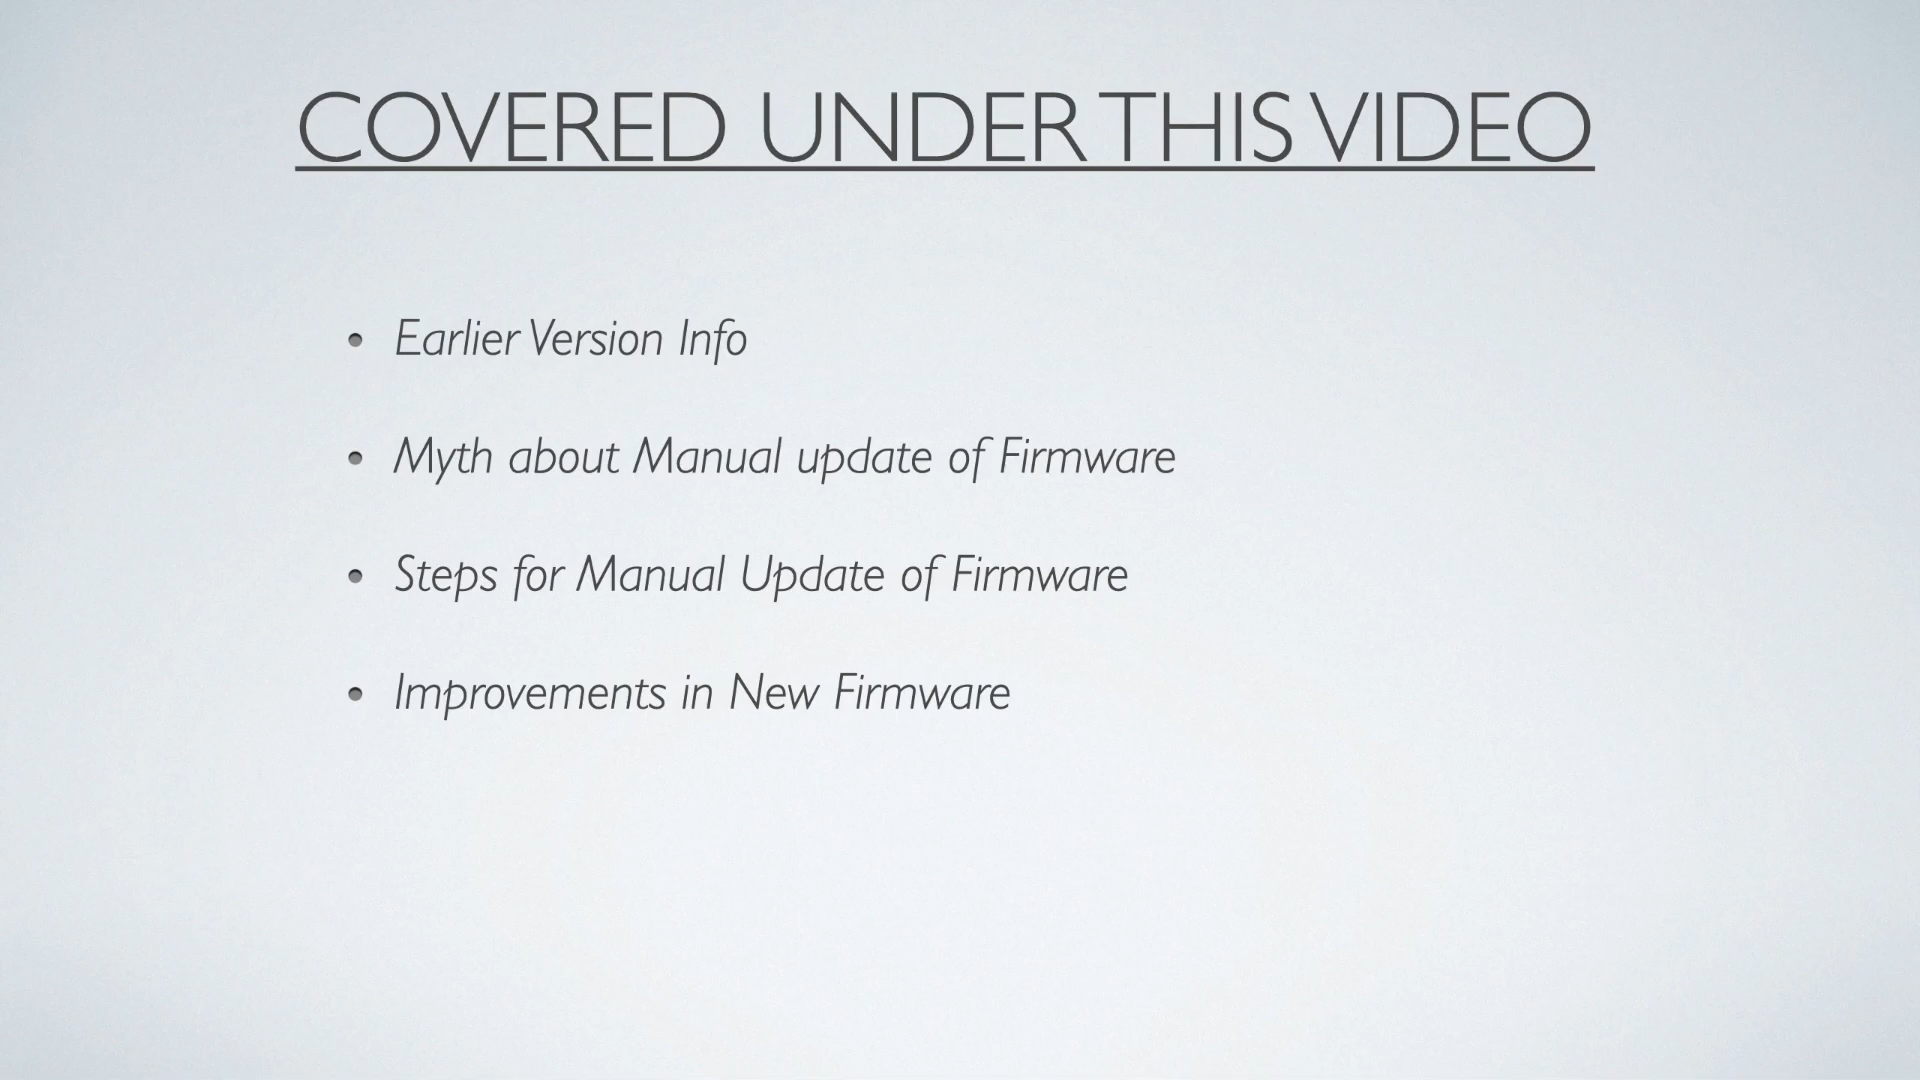 COVERED UNDER THIS VIDEO
• Earlier Version Info
• Myth about Manual update of Firmware
• Steps for Manual Update of Firmware
• Improvements in New Firmware